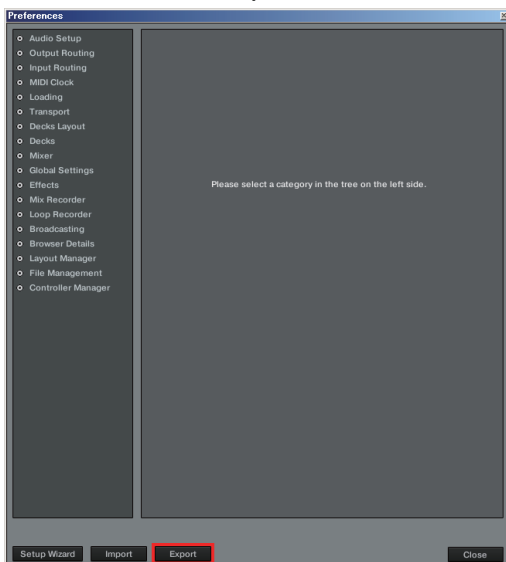 Preferences
Audio Setup
Output Routing
Input Routing
MIDI Clock
Loading
Transport
Decks Layout
Decks
Mixer
Global Settings
Effects
Mix Recorder
Loop Recorder
Broadcasting
Browser Details
Layout Manager
File Management
Controller Manager
Please select a category in the tree on the left side.
Setup Wizard Import Export Close